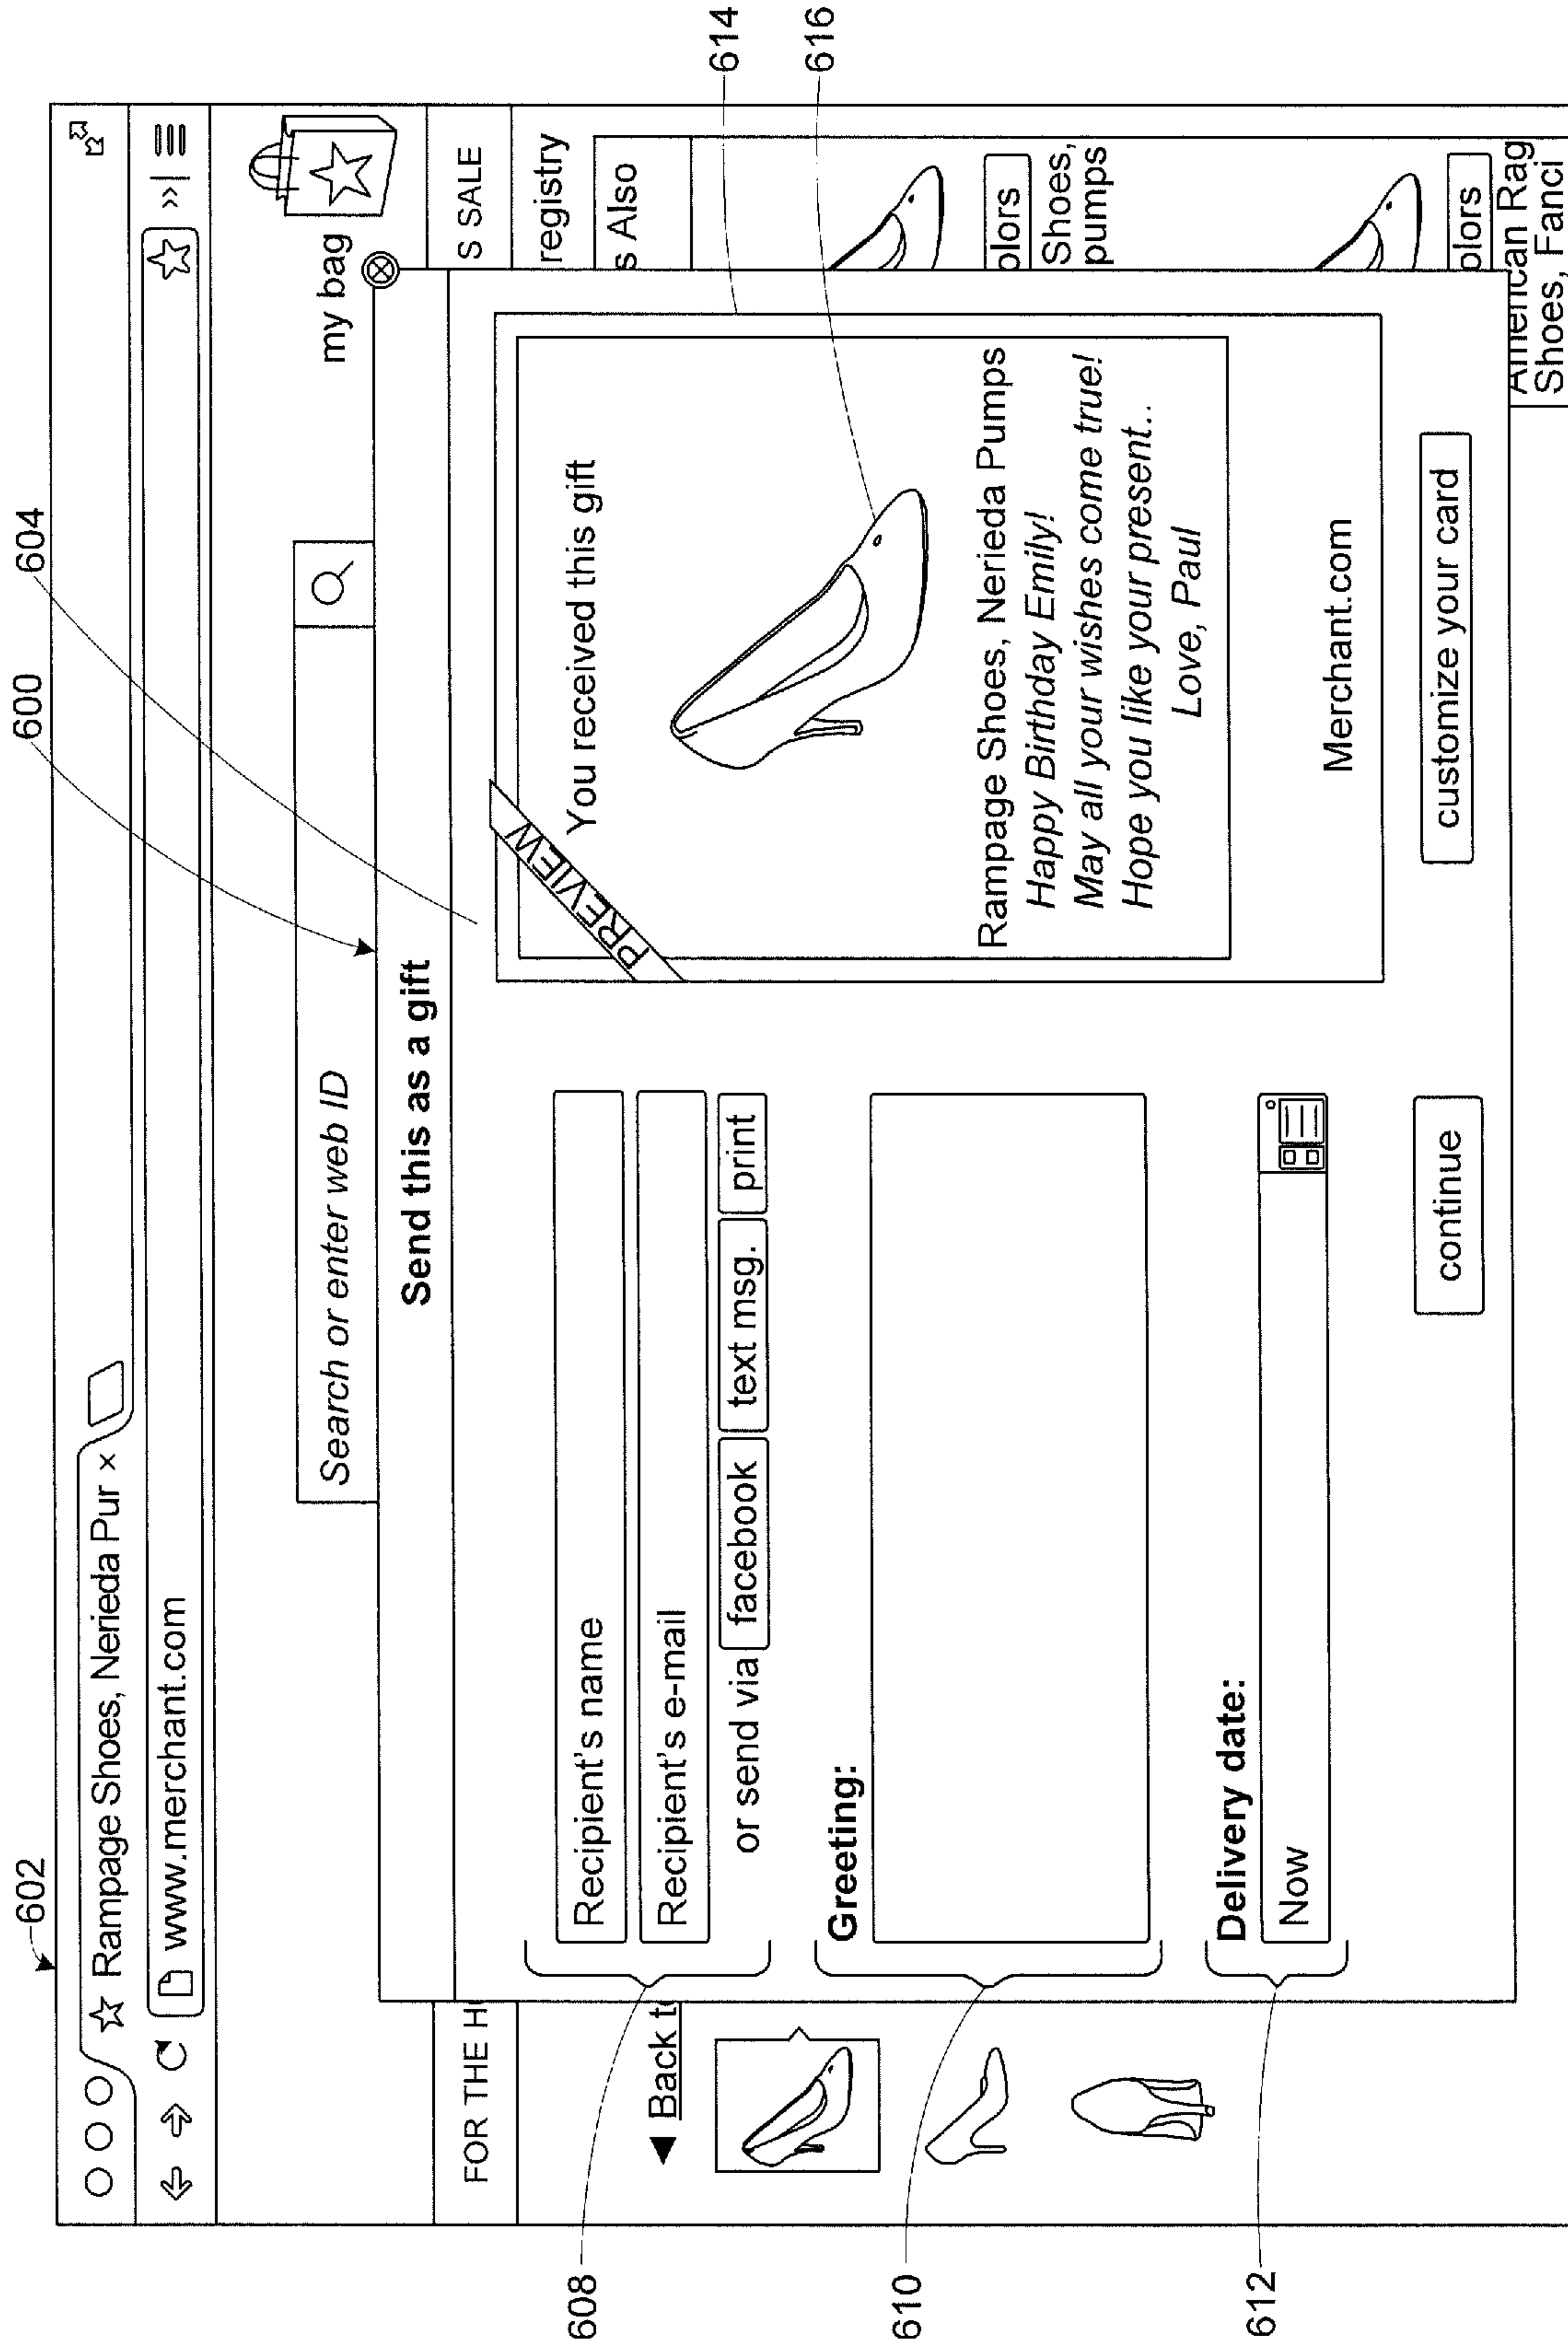 602
600
604
Rampage Shoes, Nerieda Pur ×
www.merchant.com
»|
Search or enter web ID
my bag
FOR THE HO
S SALE
registry
Send this as a gift
Back to
s Also
608
Recipient's name
Recipient's e-mail
or send via facebook text msg. print
610
Greeting:
612
Delivery date:
Now
continue
PREVIEW
You received this gift
Rampage Shoes, Nerieda Pumps
Happy Birthday Emily!
May all your wishes come true!
Hope you like your present..
Love, Paul
Merchant.com
customize your card
614
616
olors
Shoes,
pumps
olors
American Rag
Shoes, Fanci